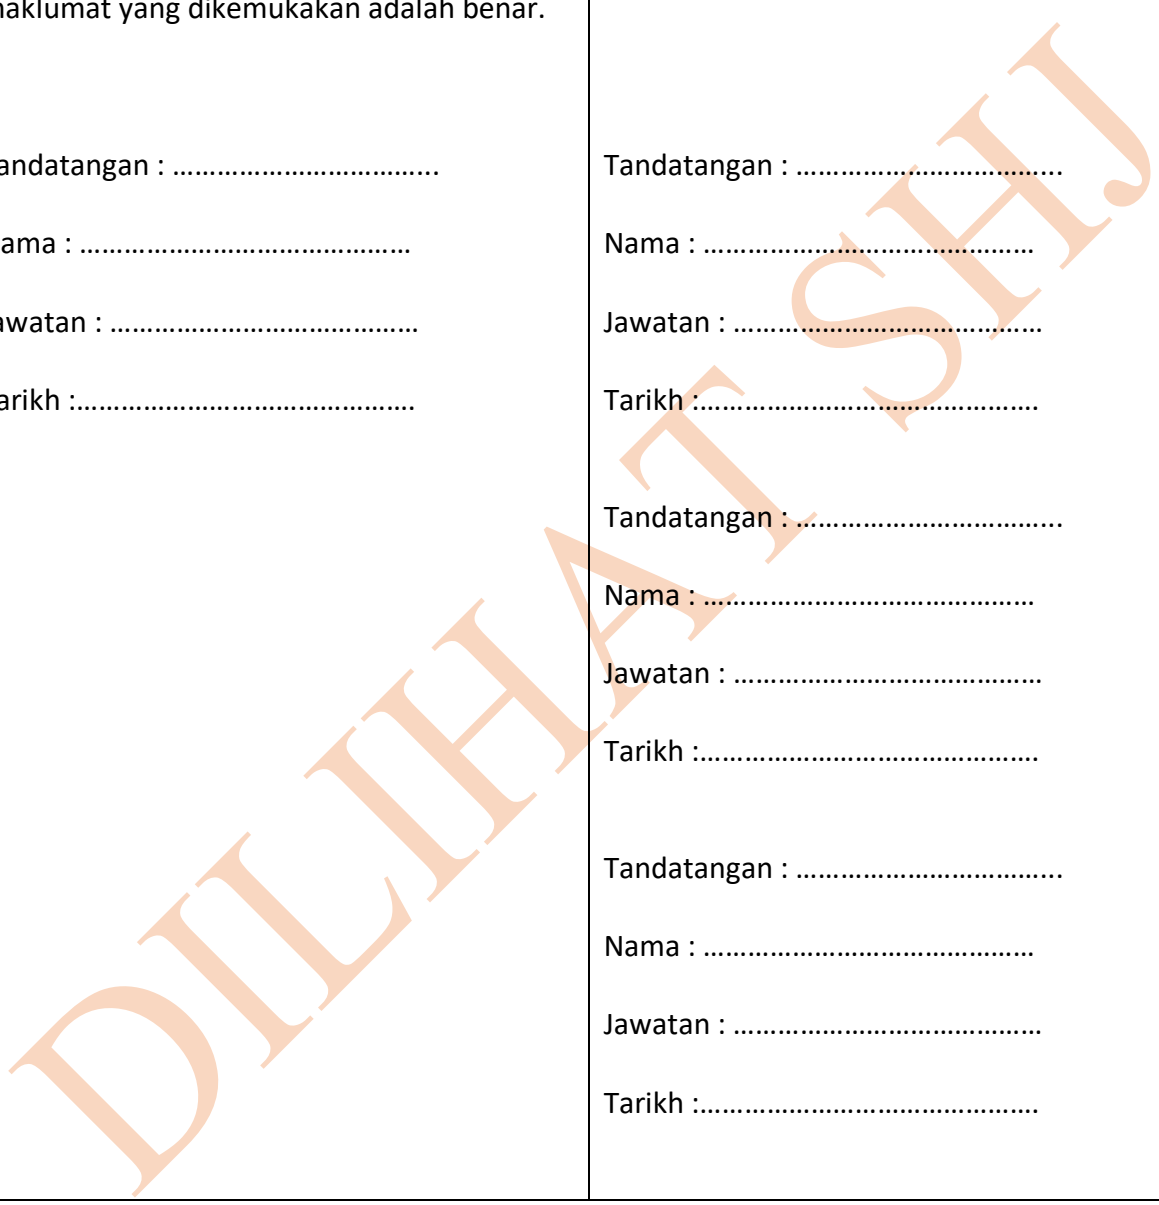 aklumat yang dikemukakan adalah benar.
andatangan : ………………………………
ama : ………………………………………
awatan : ……………………………………
arikh :……………………………………….
Tandatangan : ………………………………
Nama : ………………………………………
Jawatan : ……………………………………
Tarikh :……………………………………….
Tandatangan : ………………………………
Nama : ………………………………………
Jawatan : ……………………………………
Tarikh :……………………………………….
Tandatangan : ………………………………
Nama : ………………………………………
Jawatan : ……………………………………
Tarikh :……………………………………….
DILIHAT SHJ